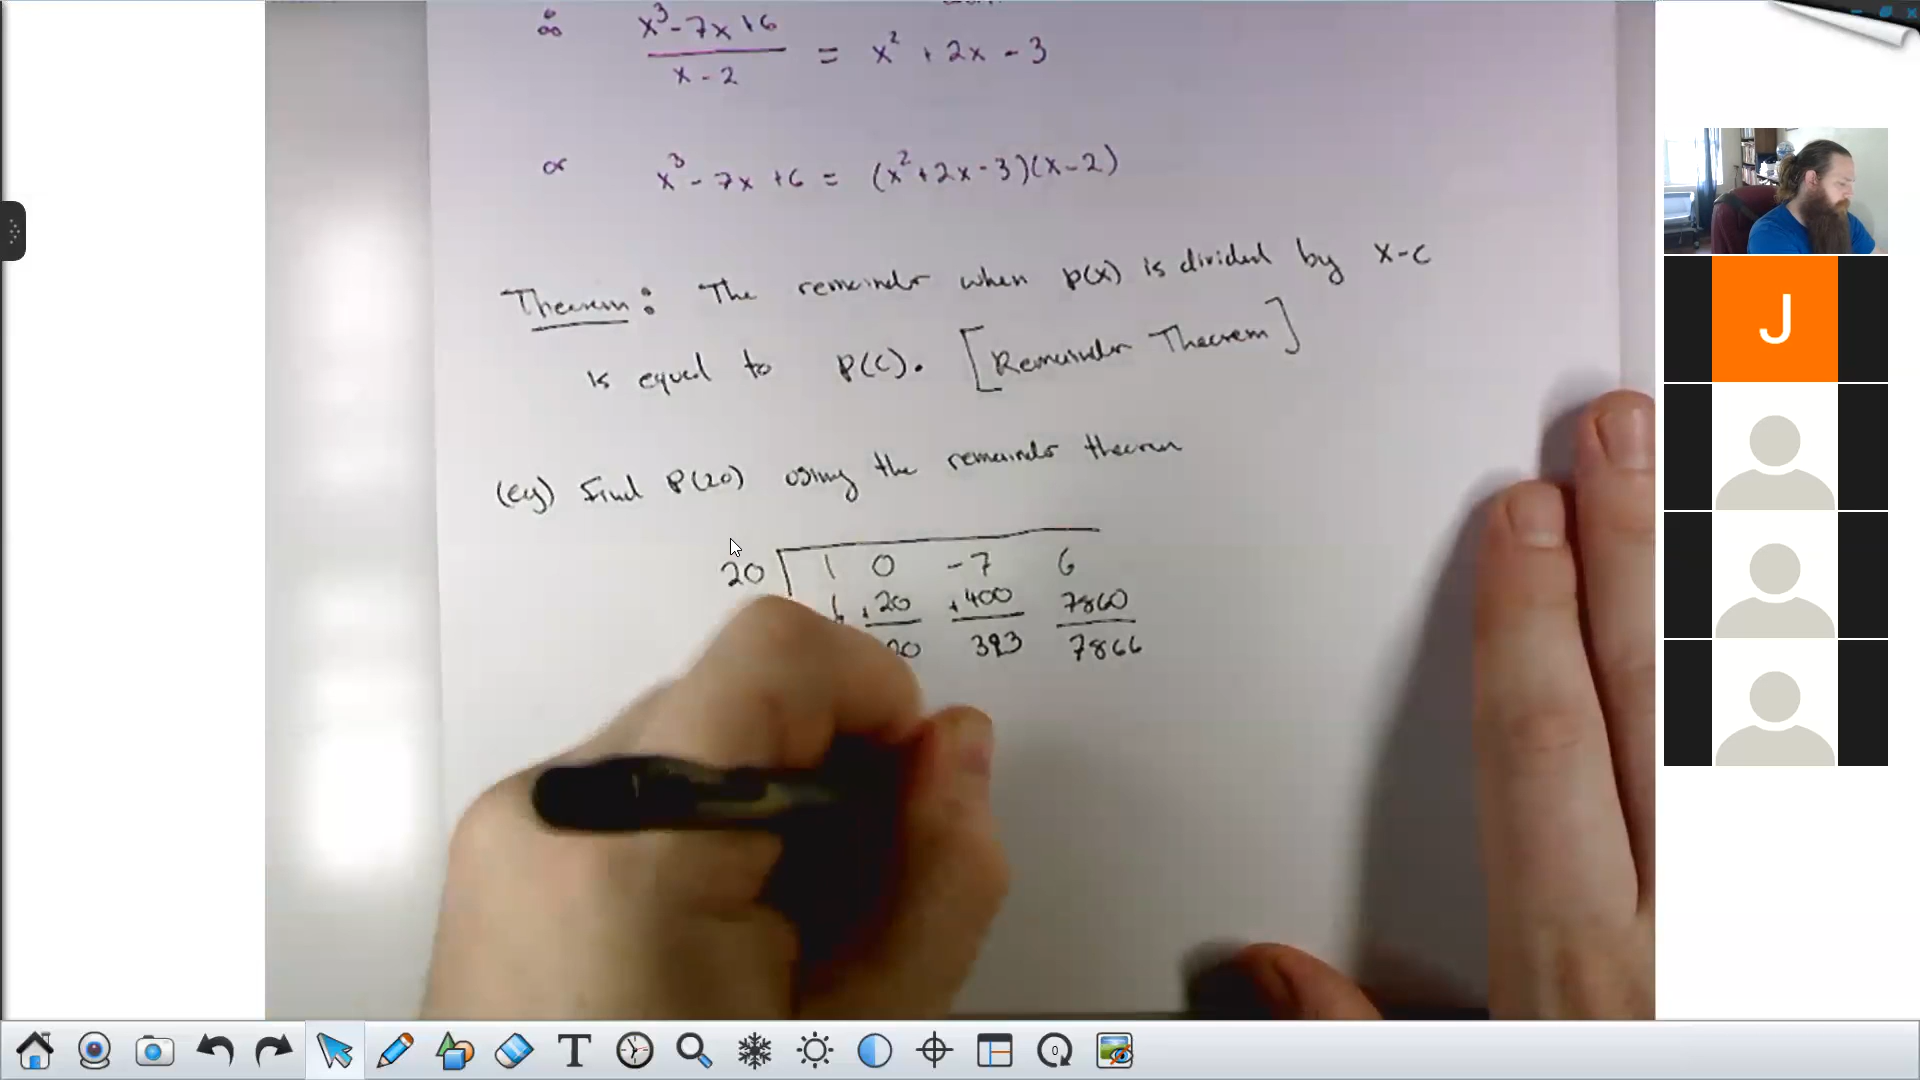 ∴ x³-7x+6 / x-2 = x² + 2x - 3
or x³ - 7x + 6 = (x²+2x-3)(x-2)
Theorem: The remainder when P(x) is divided by x-c
is equal to P(c). [Remainder Theorem]
(eg) Find P(20) using the remainder theorem
20 | 1 0 -7 6
+20 +400 7860
20 393 7866
J
T
0